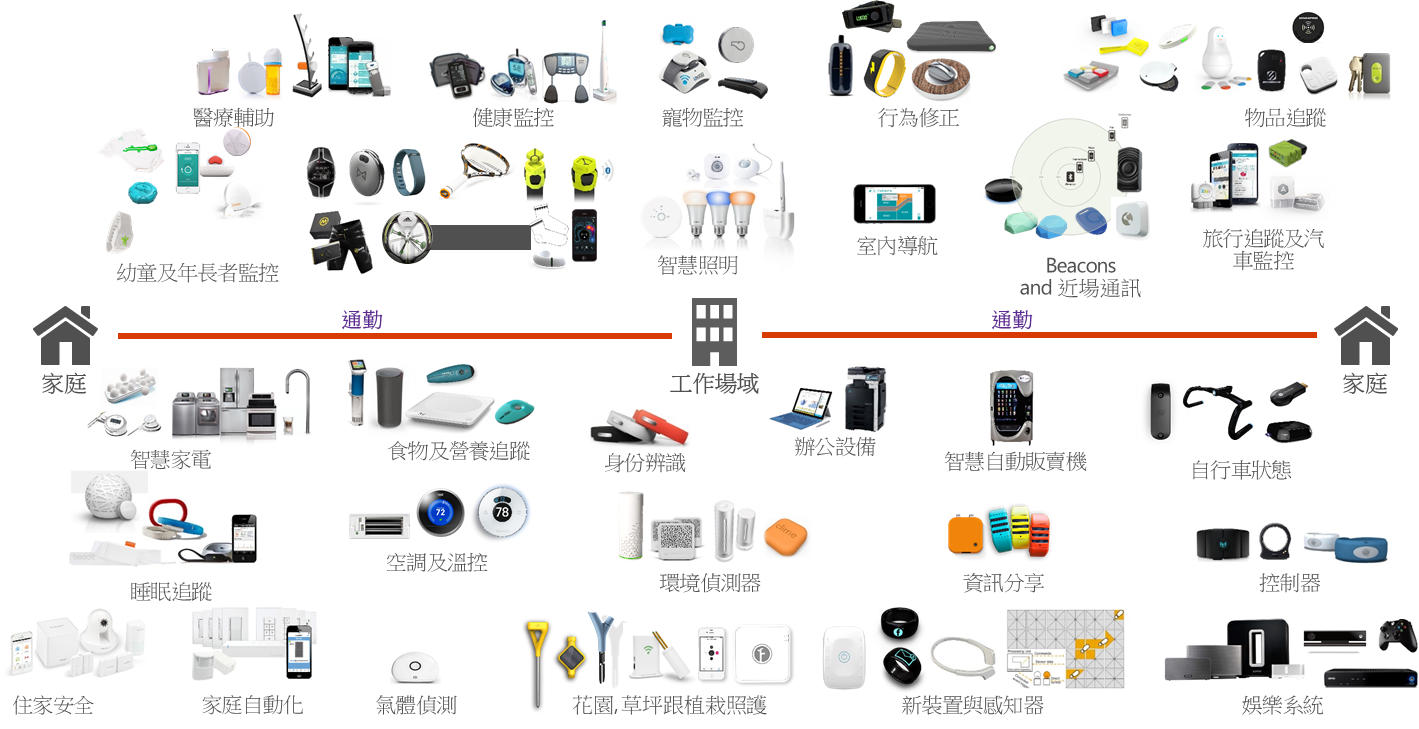 醫療輔助
健康監控
寵物監控
行為修正
物品追蹤
幼童及年長者監控
智慧照明
室內導航
Beacons
and 近場通訊
旅行追蹤及汽
車監控
通勤
通勤
家庭
工作場域
家庭
智慧家電
食物及營養追蹤
身份辨識
辦公設備
智慧自動販賣機
自行車狀態
72
78
睡眠追蹤
空調及溫控
環境偵測器
dime
資訊分享
控制器
住家安全
家庭自動化
氣體偵測
花園, 草坪跟植栽照護
新裝置與感知器
娛樂系統